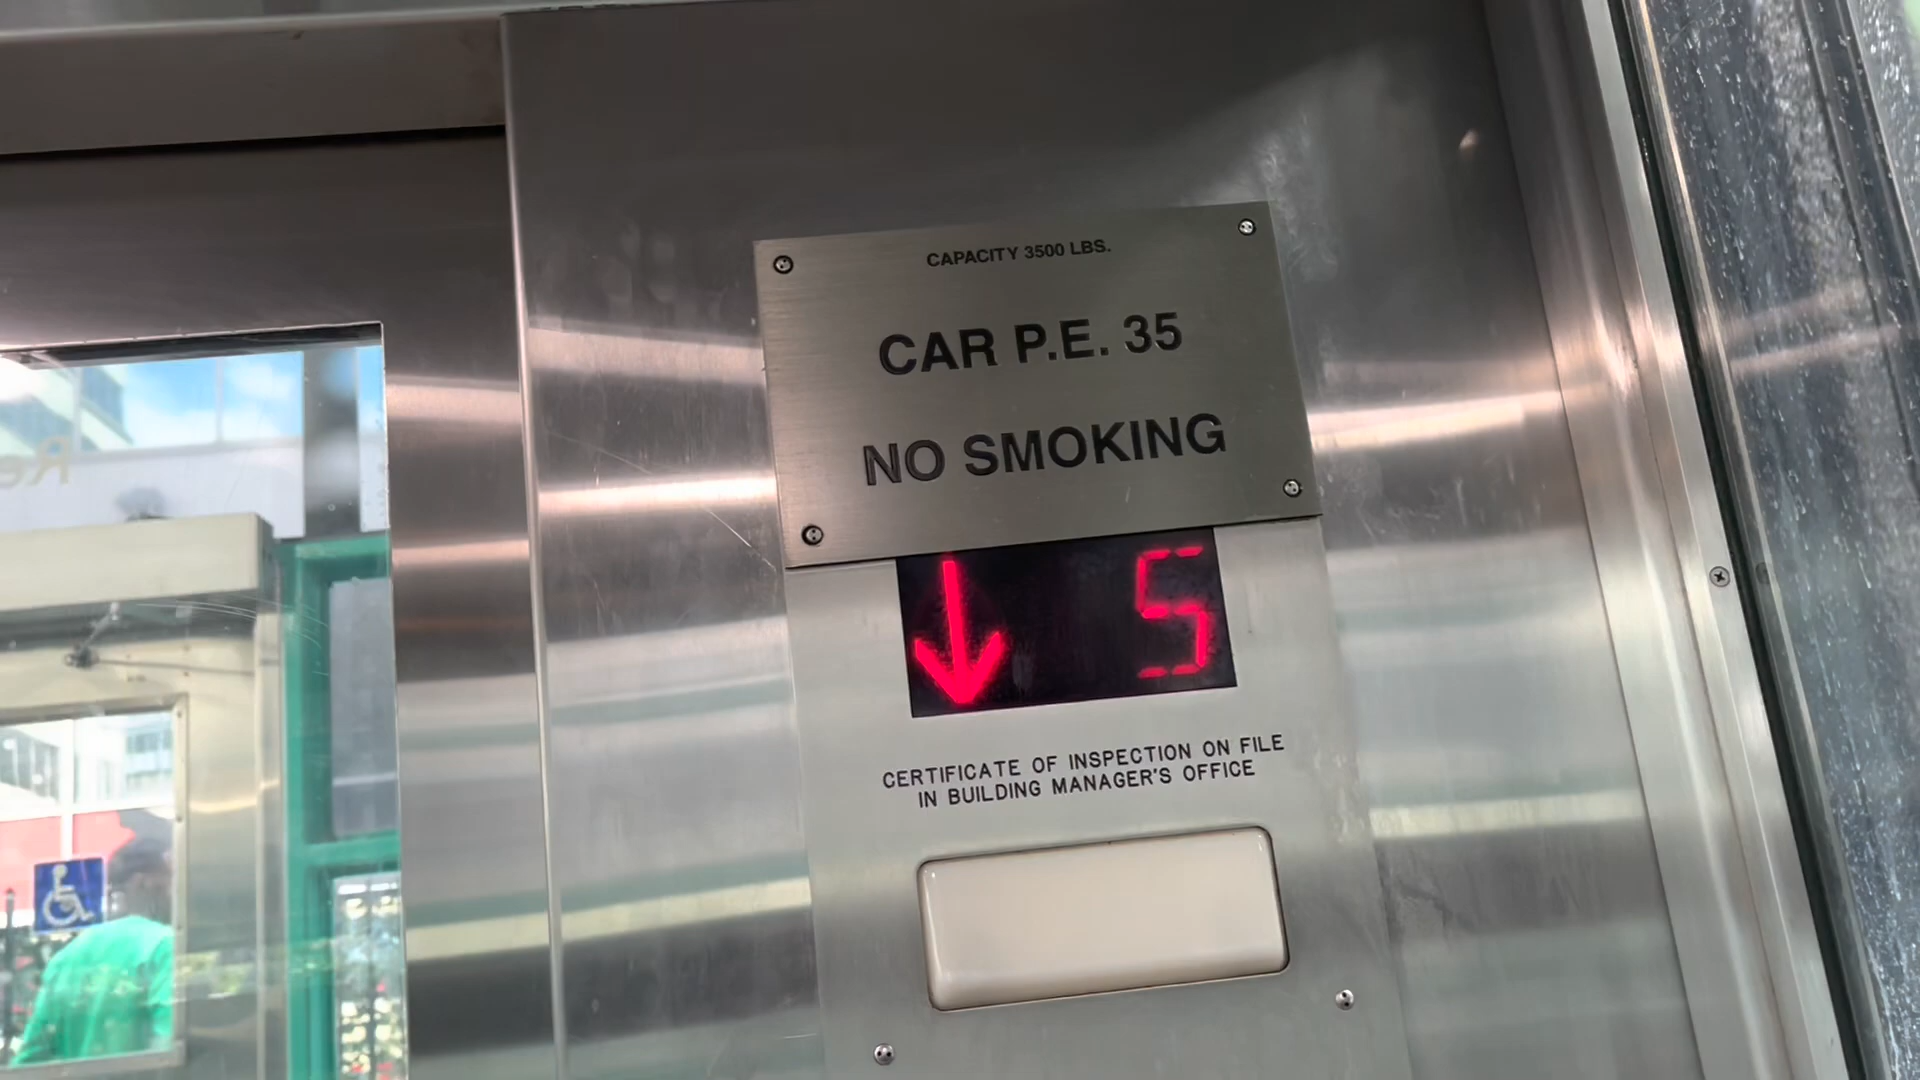 CAPACITY 3500 LBS.
CAR P.E. 35
NO SMOKING
↓ 5
CERTIFICATE OF INSPECTION ON FILE
IN BUILDING MANAGER'S OFFICE